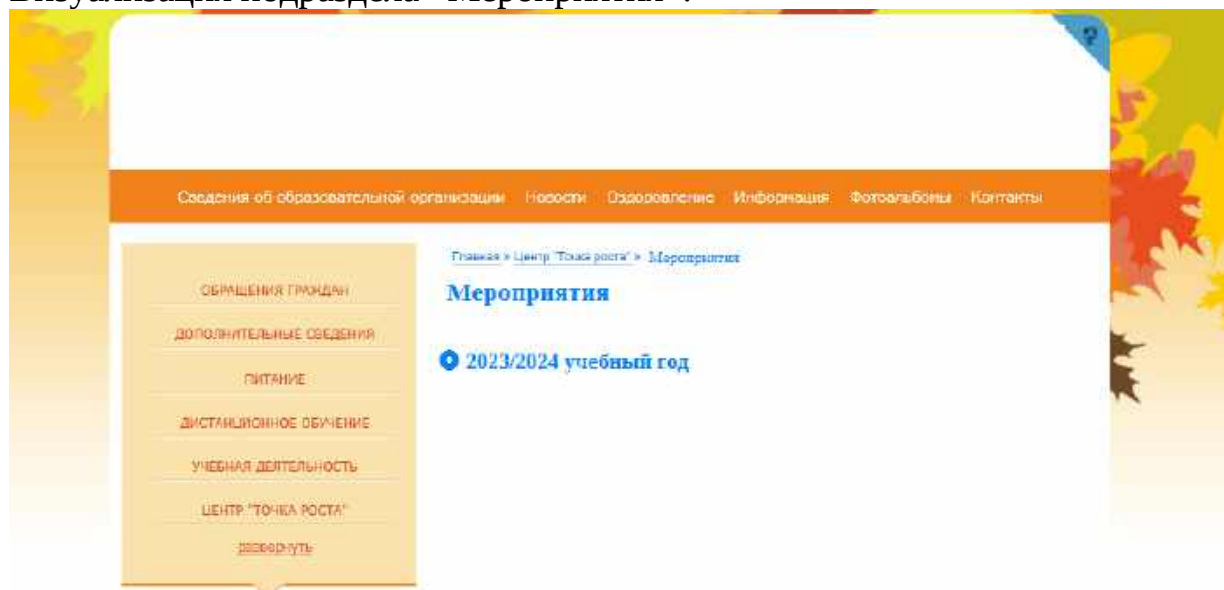 Визуализация подраздела "Мероприятия":
?
Сведения об образовательной организации Новости Оздоровление Информация Фотоальбомы Контакты
Главная » Центр "Точка роста" » Мероприятия
Мероприятия
2023/2024 учебный год
ОБРАЩЕНИЯ ГРАЖДАН
ДОПОЛНИТЕЛЬНЫЕ СВЕДЕНИЯ
ПИТАНИЕ
ДИСТАНЦИОННОЕ ОБУЧЕНИЕ
УЧЕБНАЯ ДЕЯТЕЛЬНОСТЬ
ЦЕНТР "ТОЧКА РОСТА"
развернуть